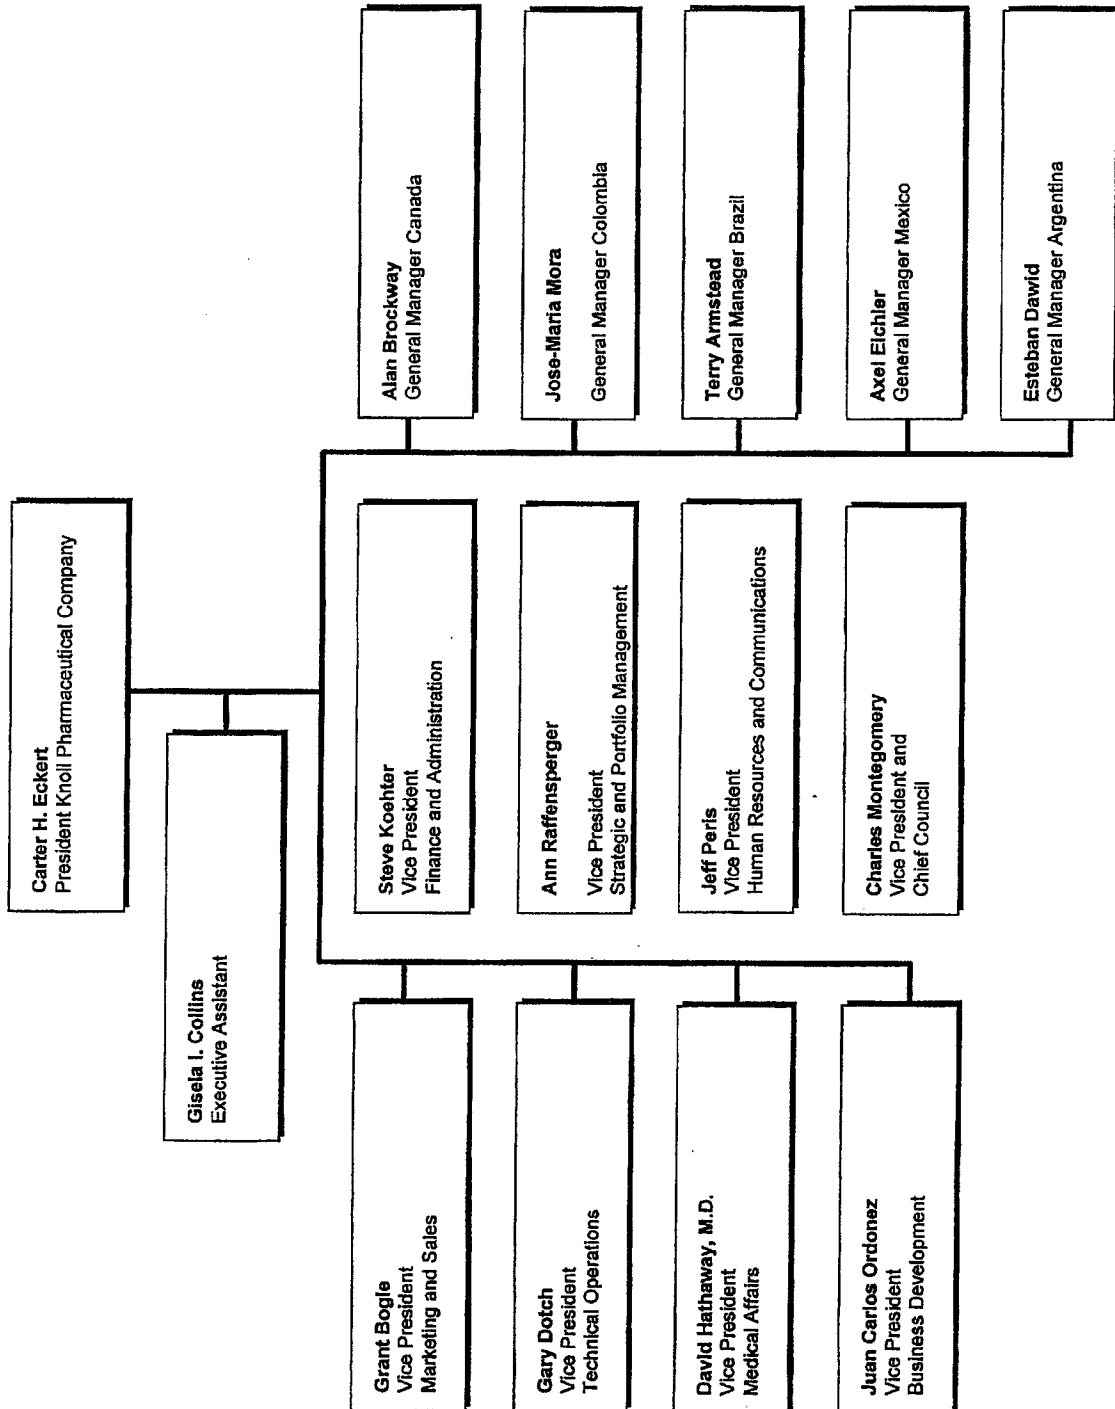 Carter H. Eckert
President Knoll Pharmaceutical Company
Gisela I. Collins
Executive Assistant
Grant Bogle
Vice President
Marketing and Sales
Gary Dotch
Vice President
Technical Operations
David Hathaway, M.D.
Vice President
Medical Affairs
Juan Carlos Ordonez
Vice President
Business Development
Steve Koehter
Vice President
Finance and Administration
Ann Raffensperger
Vice President
Strategic and Portfolio Management
Jeff Peris
Vice President
Human Resources and Communications
Charles Montegomery
Vice President and
Chief Council
Alan Brockway
General Manager Canada
Jose-Maria Mora
General Manager Colombia
Terry Armstead
General Manager Brazil
Axel Eichler
General Manager Mexico
Esteban Dawid
General Manager Argentina